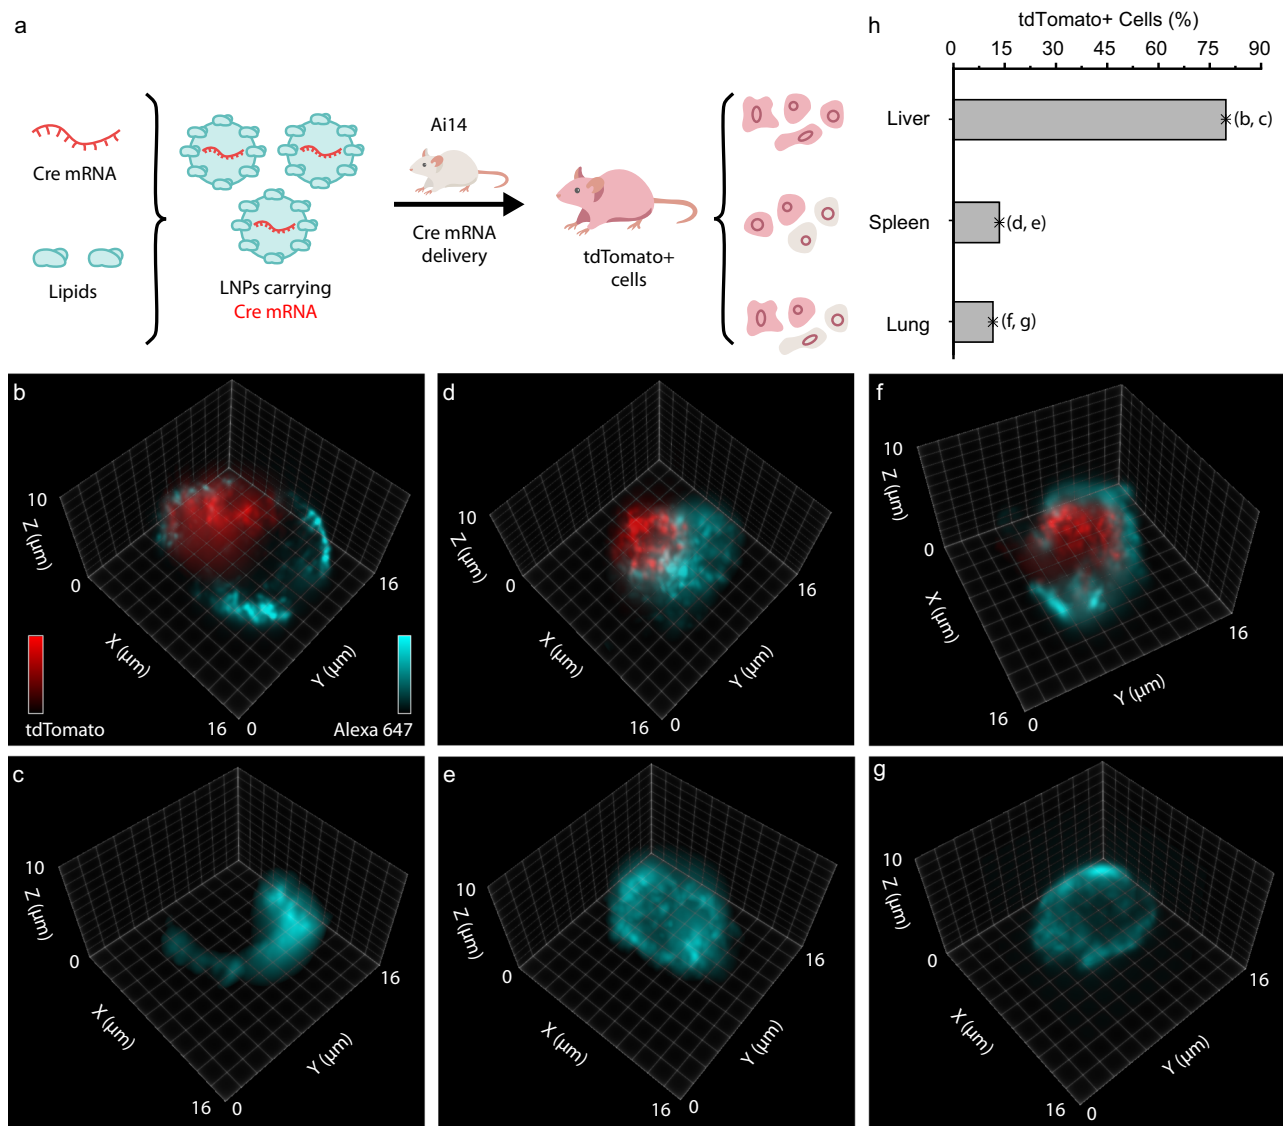 a
Cre mRNA
Lipids
LNPs carrying
Cre mRNA
Ai14
Cre mRNA
delivery
tdTomato+
cells
h
tdTomato+ Cells (%)
0 15 30 45 60 75 90
Liver (b, c)
Spleen (d, e)
Lung (f, g)
b
10
Z (μm)
0
X (μm)
16
0
Y (μm)
16
tdTomato
Alexa 647
d
10
Z (μm)
0
X (μm)
16
0
Y (μm)
16
f
10
Z (μm)
0
X (μm)
16
0
Y (μm)
16
c
10
Z (μm)
0
X (μm)
16
0
Y (μm)
16
e
10
Z (μm)
0
X (μm)
16
0
Y (μm)
16
g
10
Z (μm)
0
X (μm)
16
0
Y (μm)
16